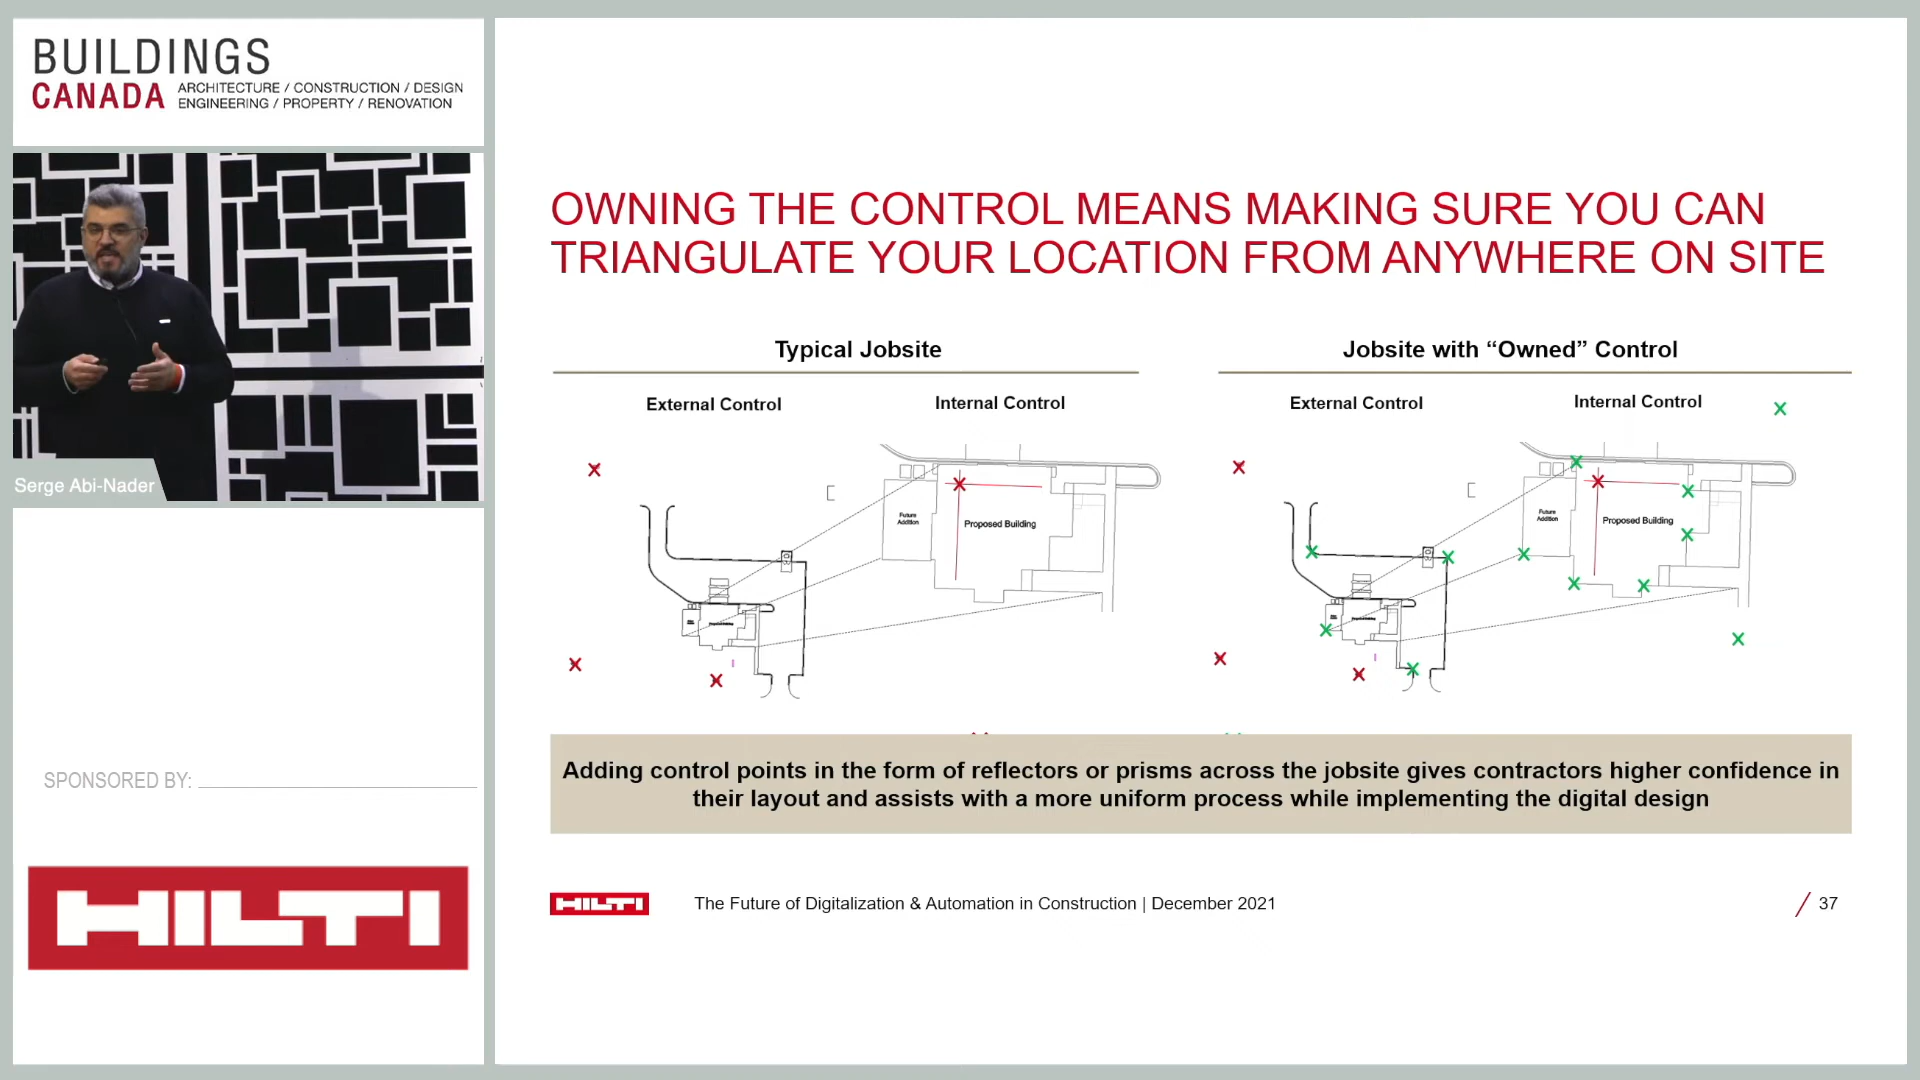 BUILDINGS
CANADA
ARCHITECTURE / CONSTRUCTION / DESIGN
ENGINEERING / PROPERTY / RENOVATION
Serge Abi-Nader
SPONSORED BY:
HILTI
OWNING THE CONTROL MEANS MAKING SURE YOU CAN
TRIANGULATE YOUR LOCATION FROM ANYWHERE ON SITE
Typical Jobsite
External Control
Internal Control
Future
Addition
Proposed Building
Jobsite with “Owned” Control
External Control
Internal Control
Future
Addition
Proposed Building
Adding control points in the form of reflectors or prisms across the jobsite gives contractors higher confidence in
their layout and assists with a more uniform process while implementing the digital design
HILTI
The Future of Digitalization & Automation in Construction | December 2021
37